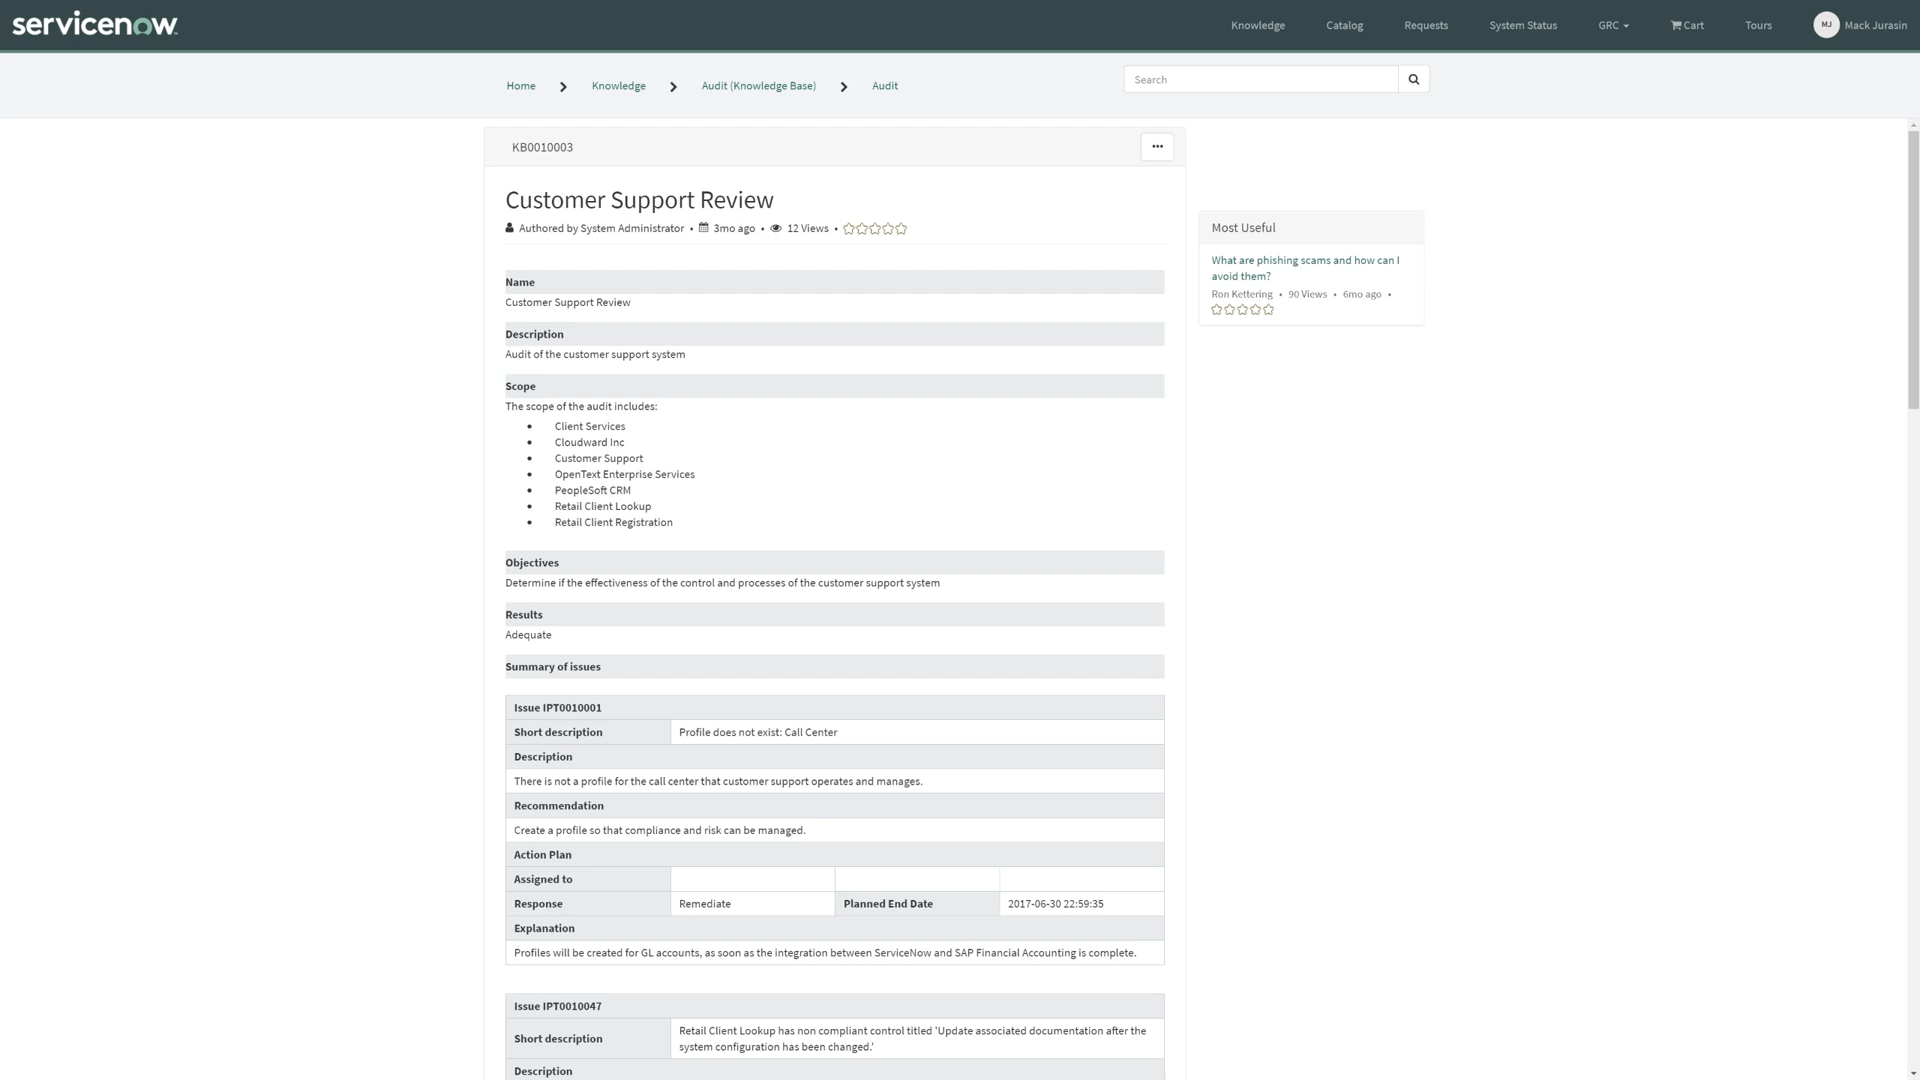 servicenow
Knowledge
Catalog
Requests
System Status
GRC
Cart
Tours
MJ
Mack Jurasin
Home
Knowledge
Audit (Knowledge Base)
Audit
Search
KB0010003
Customer Support Review
Authored by System Administrator • 3mo ago • 12 Views •
Name
Customer Support Review
Description
Audit of the customer support system
Scope
The scope of the audit includes:
• Client Services
• Cloudward Inc
• Customer Support
• OpenText Enterprise Services
• PeopleSoft CRM
• Retail Client Lookup
• Retail Client Registration
Objectives
Determine if the effectiveness of the control and processes of the customer support system
Results
Adequate
Summary of issues
Issue IPT0010001
Short description Profile does not exist: Call Center
Description
There is not a profile for the call center that customer support operates and manages.
Recommendation
Create a profile so that compliance and risk can be managed.
Action Plan
Assigned to
Response Remediate Planned End Date 2017-06-30 22:59:35
Explanation
Profiles will be created for GL accounts, as soon as the integration between ServiceNow and SAP Financial Accounting is complete.
Issue IPT0010047
Short description
Retail Client Lookup has non compliant control titled 'Update associated documentation after the
system configuration has been changed.'
Description
Most Useful
What are phishing scams and how can I
avoid them?
Ron Kettering • 90 Views • 6mo ago •